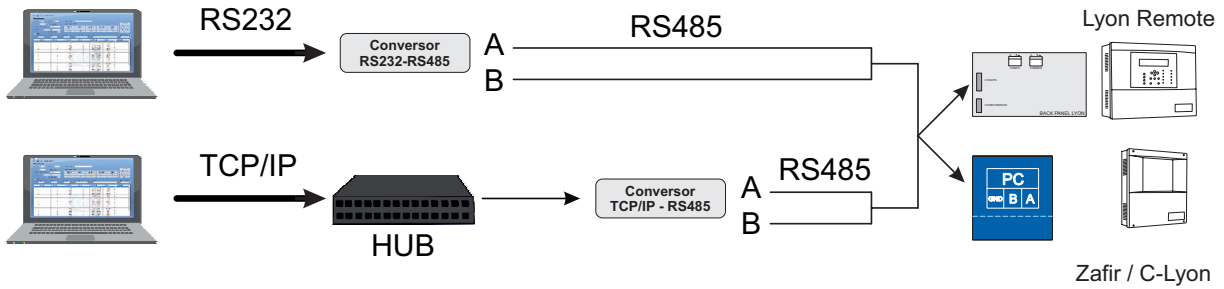 RS232
Conversor
RS232-RS485
A
B
RS485
Lyon Remote
BACK PANEL LYON
TCP/IP
HUB
Conversor
TCP/IP - RS485
A
B
RS485
PC
GND B A
Zafir / C-Lyon